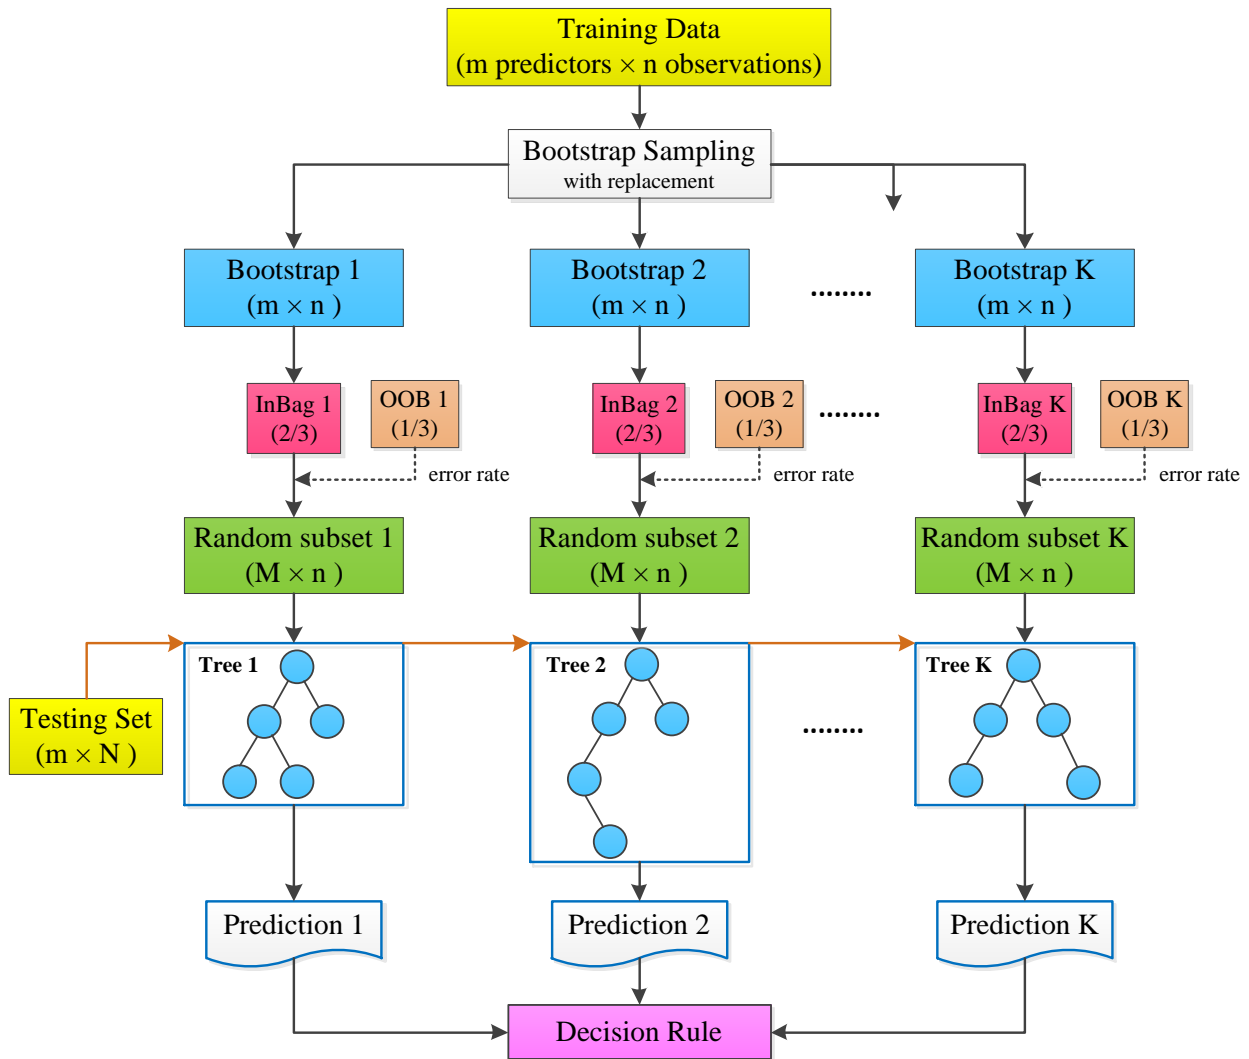 Training Data
(m predictors × n observations)
Bootstrap Sampling
with replacement
Bootstrap 1
(m × n )
Bootstrap 2
(m × n )
........
Bootstrap K
(m × n )
InBag 1
(2/3)
OOB 1
(1/3)
error rate
InBag 2
(2/3)
OOB 2
(1/3)
error rate
........
InBag K
(2/3)
OOB K
(1/3)
error rate
Random subset 1
(M × n )
Random subset 2
(M × n )
Random subset K
(M × n )
Testing Set
(m × N )
Tree 1
Tree 2
........
Tree K
Prediction 1
Prediction 2
Prediction K
Decision Rule